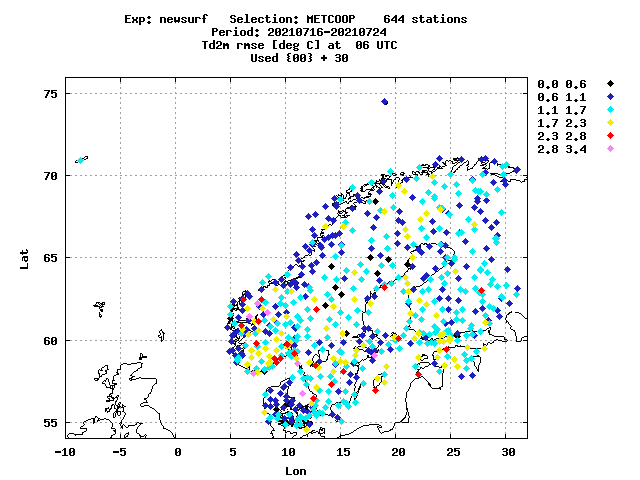 Exp: newsurf   Selection: METCOOP    644 stations
Period: 20210716-20210724
Td2m rmse [deg C] at  06 UTC
Used {00} + 30
0.0 0.6
0.6 1.1
1.1 1.7
1.7 2.3
2.3 2.8
2.8 3.4
75
70
65
60
55
Lat
-10 -5 0 5 10 15 20 25 30
Lon